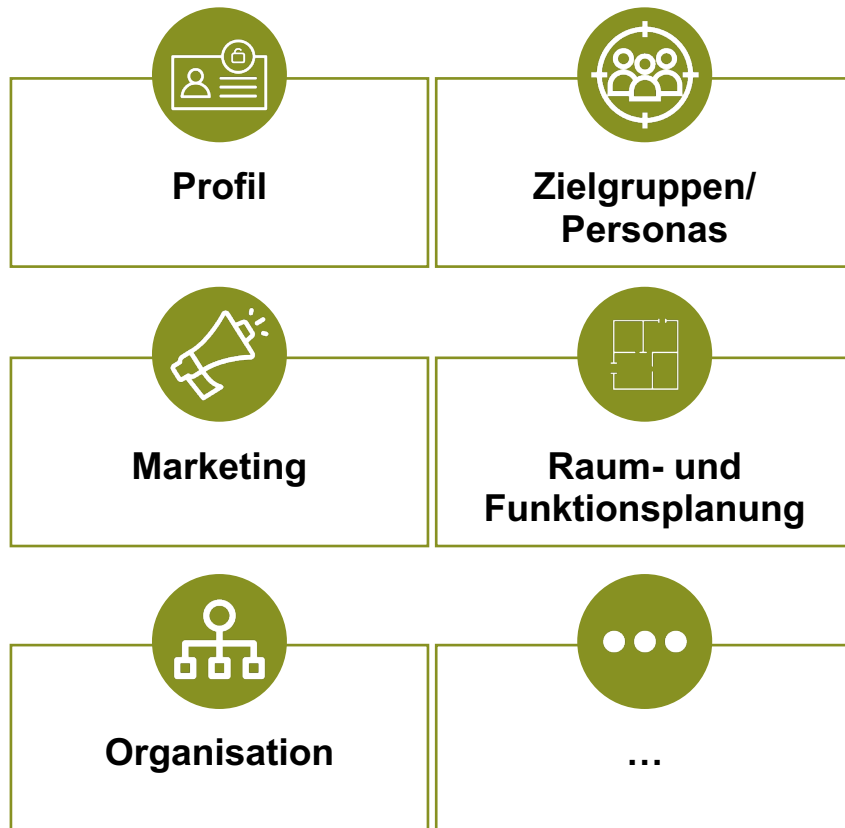 Profil
Zielgruppen/
Personas
Marketing
Raum- und
Funktionsplanung
Organisation
...